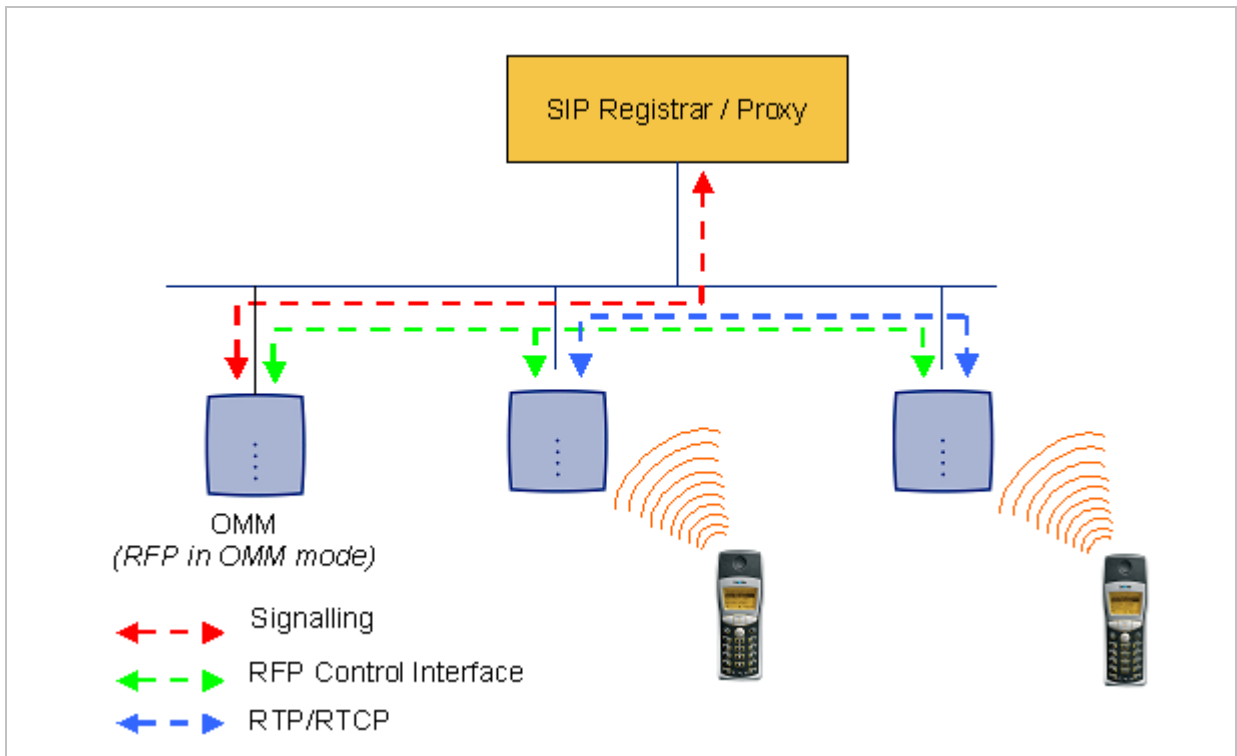 SIP Registrar / Proxy
OMM
(RFP in OMM mode)
Signalling
RFP Control Interface
RTP/RTCP